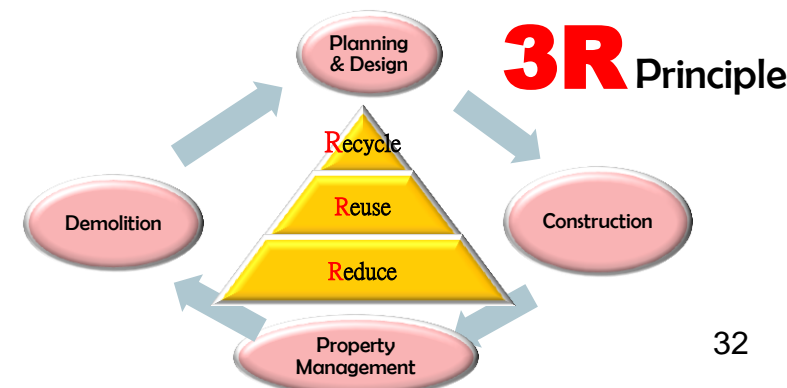 Planning
& Design
3R Principle
Recycle
Reuse
Reduce
Demolition
Construction
Property
Management
32